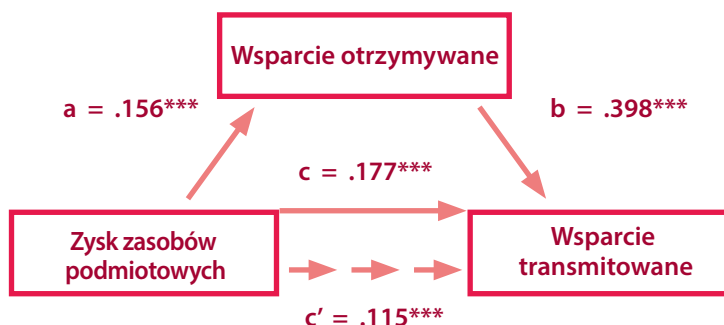 Wsparcie otrzymywane
a = .156***
b = .398***
c = .177***
Zysk zasobów
podmiotowych
Wsparcie
transmitowane
c’ = .115***